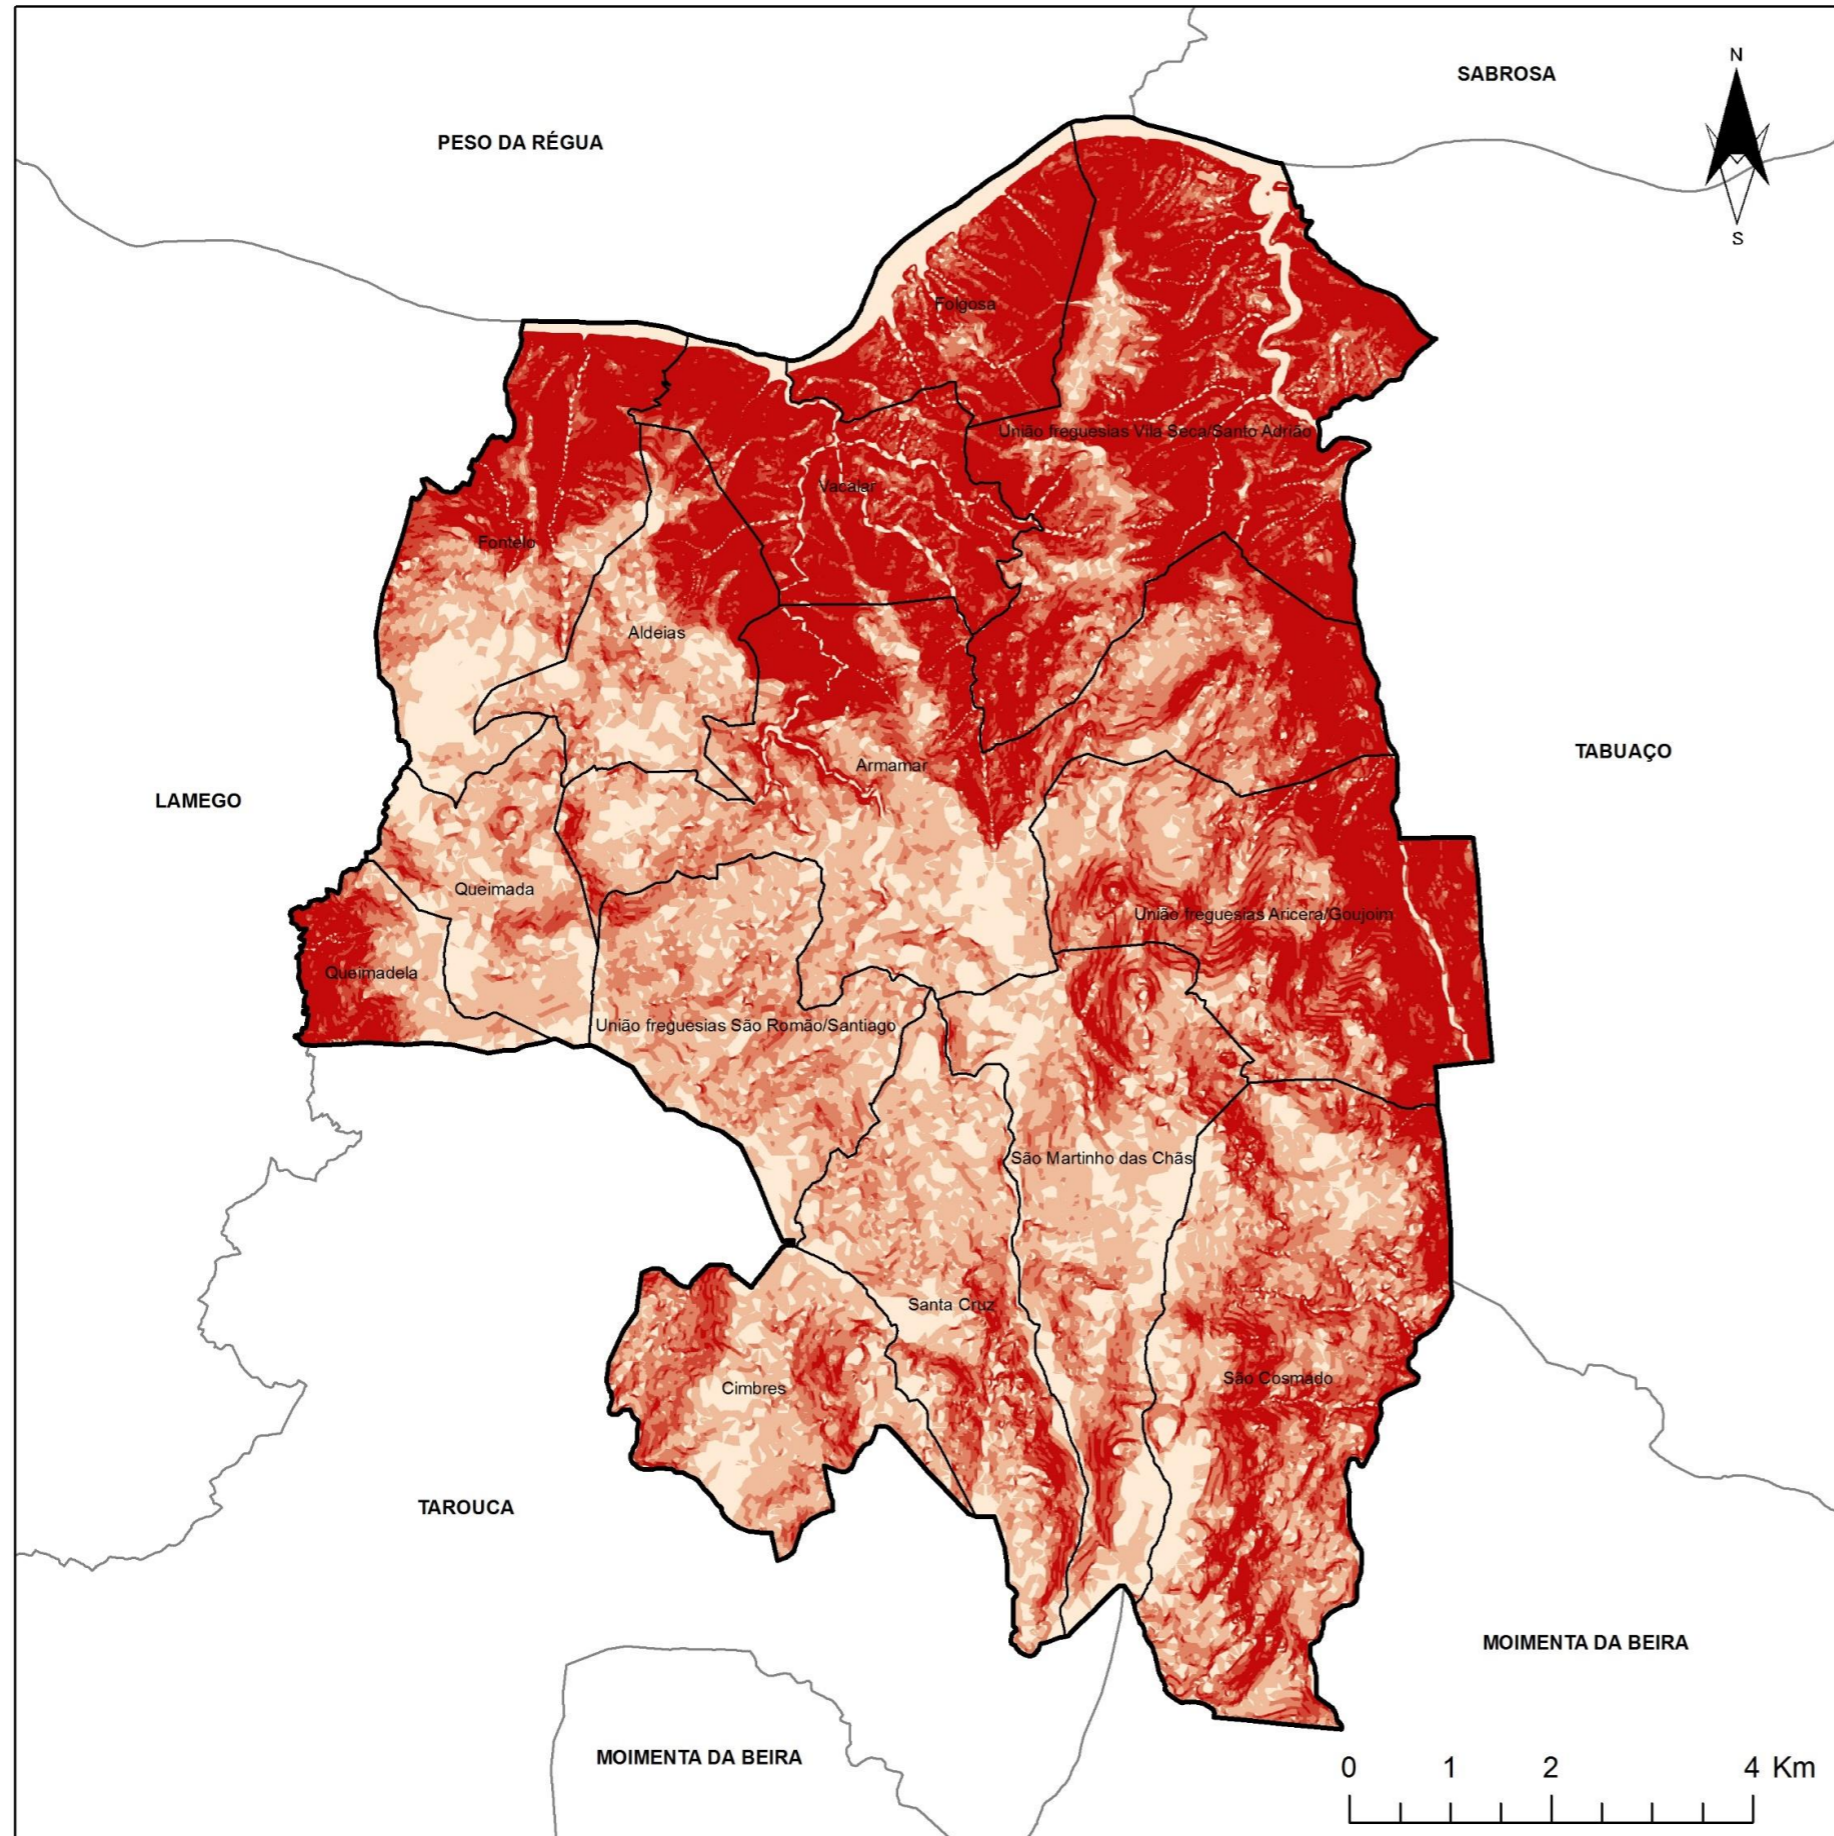 N
SABROSA
PESO DA RÉGUA
S
Folgosa
União freguesias Vila Seca/Santo Adrião
Vacalar
Fontelo
Aldeias
TABUAÇO
Armamar
LAMEGO
Queimada
União freguesias Aricera/Goujoim
Queimadela
União freguesias São Romão/Santiago
São Martinho das Chãs
Santa Cruz
São Cosmado
Cimbres
TAROUCA
MOIMENTA DA BEIRA
MOIMENTA DA BEIRA
0 1 2 4 Km